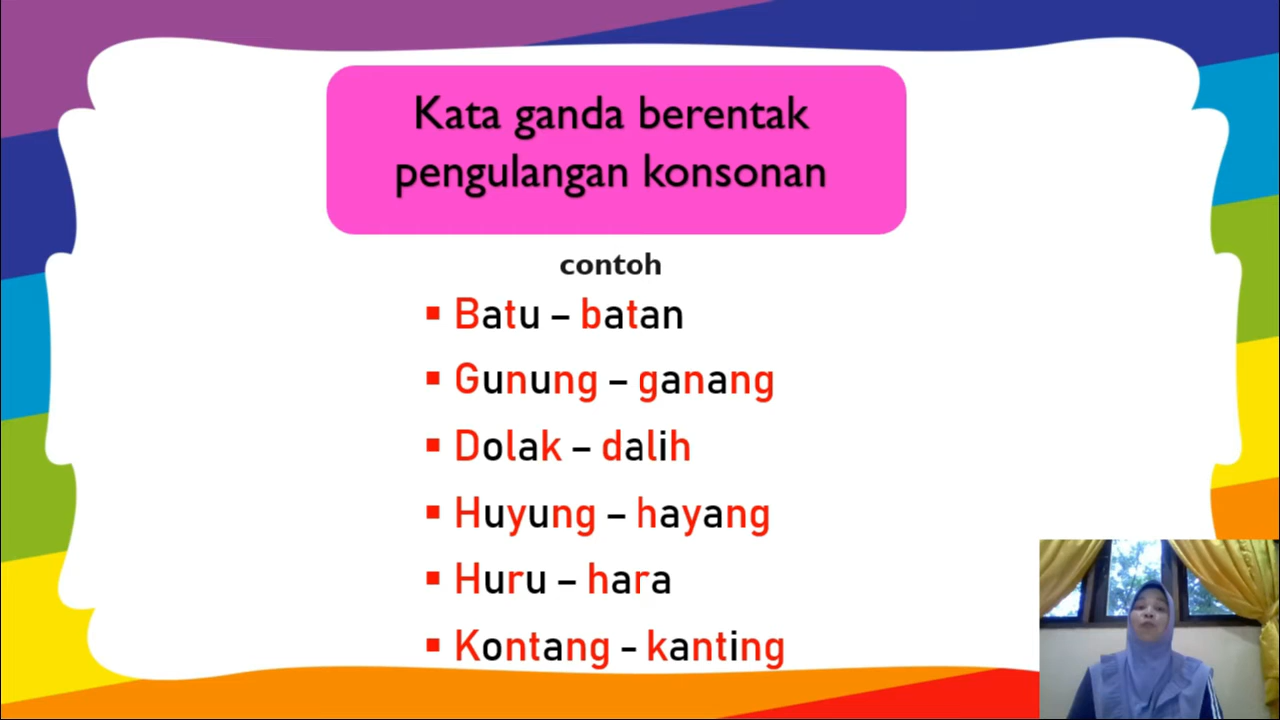 Kata ganda berentak
pengulangan konsonan
contoh
▪ Batu – batan
▪ Gunung – ganang
▪ Dolak – dalih
▪ Huyung – hayang
▪ Huru – hara
▪ Kontang – kanting